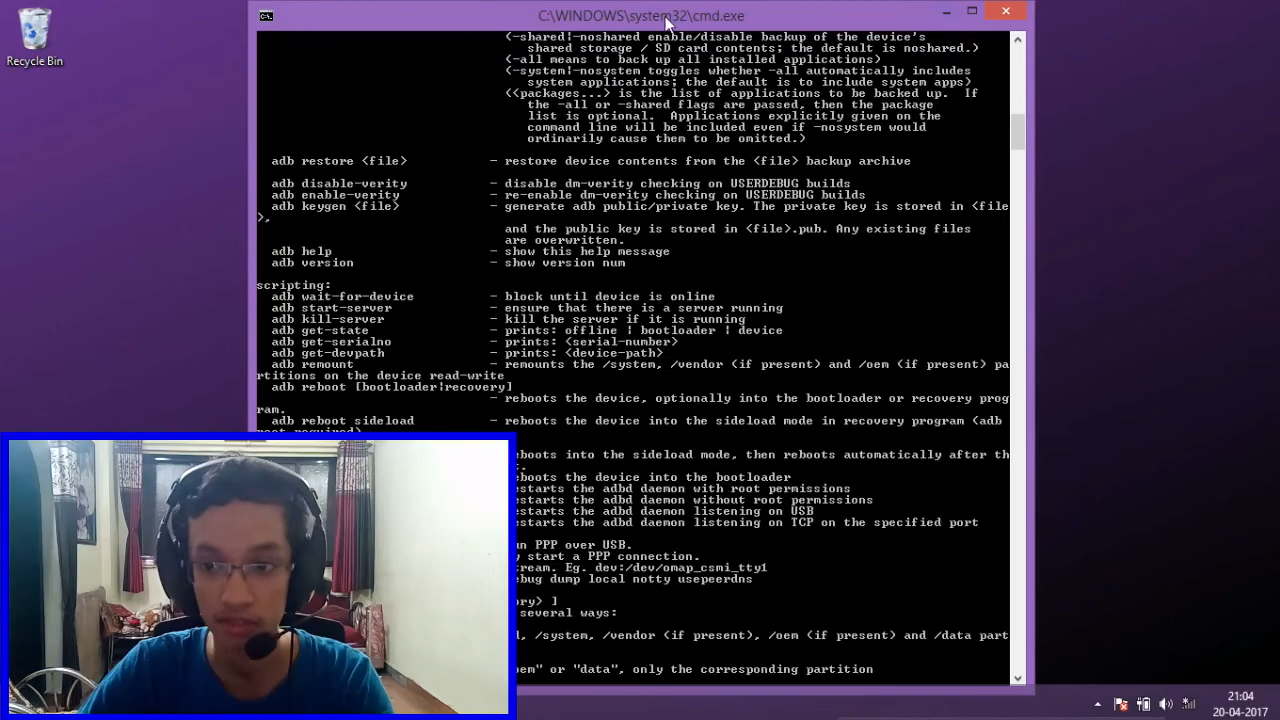 C:\WINDOWS\system32\cmd.exe
Recycle Bin
(-shared|-noshared enable/disable backup of the device's
shared storage / SD card contents; the default is noshared.)
(-all means to back up all installed applications)
(-system|-nosystem toggles whether -all automatically includes
system applications; the default is to include system apps)
(<packages...> is the list of applications to be backed up.  If
the -all or -shared flags are passed, then the package
list is optional.  Applications explicitly given on the
command line will be included even if -nosystem would
ordinarily cause them to be omitted.)
adb restore <file> - restore device contents from the <file> backup archive
adb disable-verity - disable dm-verity checking on USERDEBUG builds
adb enable-verity - re-enable dm-verity checking on USERDEBUG builds
adb keygen <file> - generate adb public/private key. The private key is stored in <file
>,
and the public key is stored in <file>.pub. Any existing files
are overwritten.
adb help - show this help message
adb version - show version num
scripting:
adb wait-for-device - block until device is online
adb start-server - ensure that there is a server running
adb kill-server - kill the server if it is running
adb get-state - prints: offline | bootloader | device
adb get-serialno - prints: <serial-number>
adb get-devpath - prints: <device-path>
adb remount - remounts the /system, /vendor (if present) and /oem (if present) pa
rtitions on the device read-write
adb reboot [bootloader|recovery]
- reboots the device, optionally into the bootloader or recovery prog
ram.
adb reboot sideload - reboots the device into the sideload mode in recovery program (adb
eboots into the sideload mode, then reboots automatically after th
t.
eboots the device into the bootloader
estarts the adbd daemon with root permissions
estarts the adbd daemon without root permissions
estarts the adbd daemon listening on USB
estarts the adbd daemon listening on TCP on the specified port
un PPP over USB.
y start a PPP connection.
ream. Eg. dev:/dev/omap_csmi_tty1
ebug dump local notty usepeerdns
ory> ]
several ways:
, /system, /vendor (if present), /oem (if present) and /data part
oem" or "data", only the corresponding partition
21:04
20-04-2017